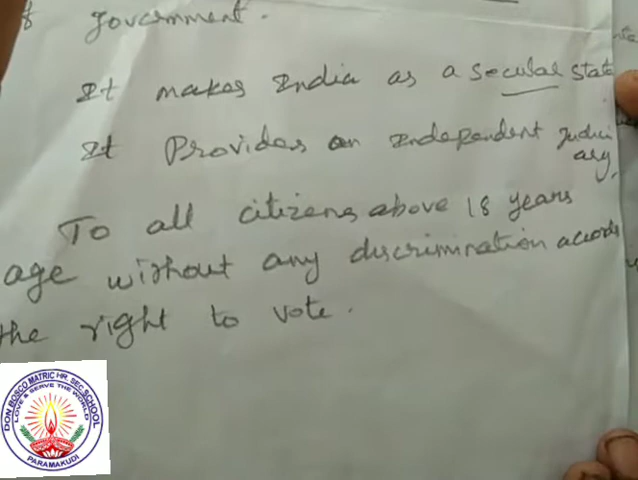 government.
It makes India as a secular state
It Provides an Independent judici
ary.
To all citizens above 18 years
age without any discrimination accords
the right to vote.
DON BOSCO MATRIC HR. SEC. SCHOOL
LOVE & SERVE THE WORLD
PARAMAKUDI